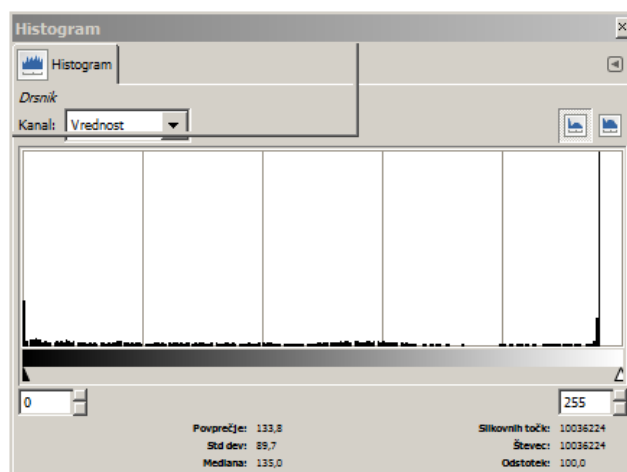 Histogram
Histogram
Drsnik
Kanal: Vrednost
0 255
Povprečje: 133,8 Slikovnih točk: 10036224
Std dev: 89,7 Števec: 10036224
Mediana: 135,0 Odstotek: 100,0